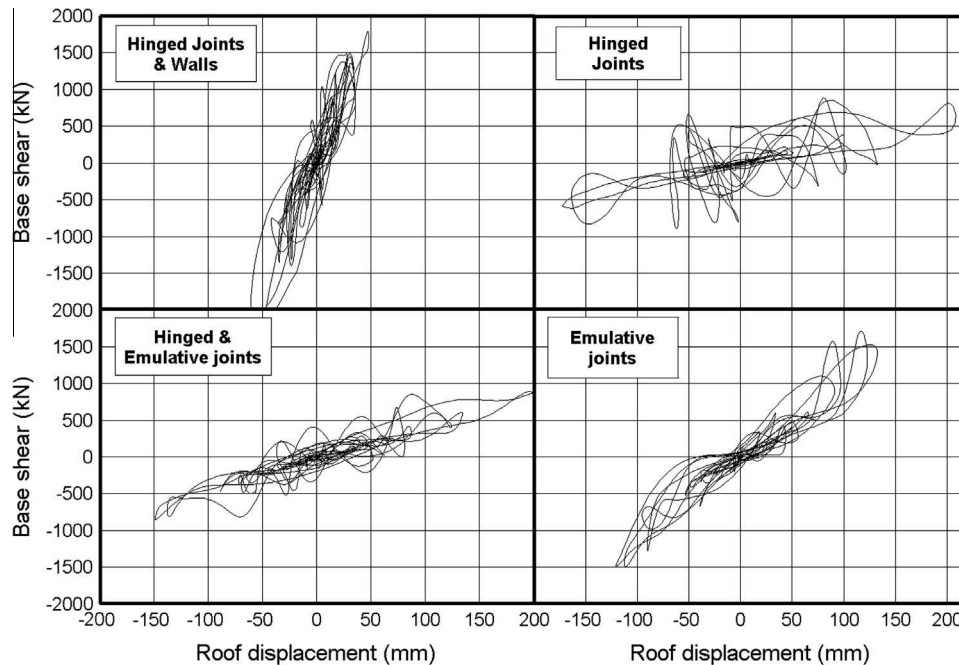 2000
1500
1000
500
0
-500
-1000
-1500
2000
1500
1000
500
0
-500
-1000
-1500
-2000
Base shear (kN)
Base shear (kN)
Hinged Joints
& Walls
Hinged
Joints
Hinged &
Emulative joints
Emulative
joints
-200 -150 -100 -50 0 50 100 150 200 -150 -100 -50 0 50 100 150 20
Roof displacement (mm) Roof displacement (mm)